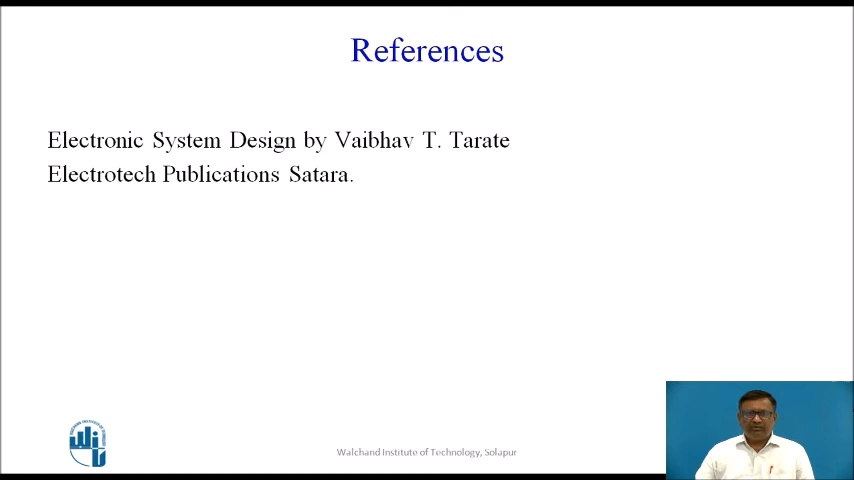 References
Electronic System Design by Vaibhav T. Tarate
Electrotech Publications Satara.
Walchand Institute of Technology, Solapur